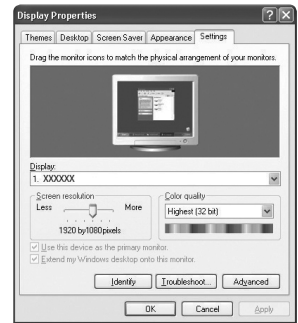 Display Properties
Themes Desktop Screen Saver Appearance Settings
Drag the monitor icons to match the physical arrangement of your monitors.
Display:
1. XXXXXX
Screen resolution
Less More
1920 by1080pixels
Color quality
Highest (32 bit)
Use this device as the primary monitor.
Extend my Windows desktop onto this monitor.
Identify Troubleshoot... Advanced
OK Cancel Apply